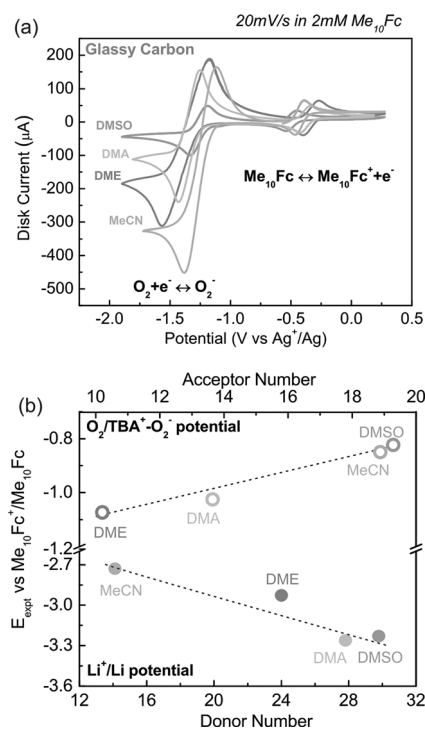 20mV/s in 2mM Me10Fc
(a)
Glassy Carbon
200
100
0
-100
-200
-300
-400
-500
Disk Current (μA)
DMSO
DMA
DME
MeCN
Me10Fc ↔ Me10Fc+ +e-
O2+e- ↔ O2-
-2.0
-1.5
-1.0
-0.5
0.0
Potential (V vs Ag+/Ag)
Acceptor Number
10
12
14
16
18
20
(b)
O2/TBA+-O2- potential
DMSO
MeCN
DMA
DME
-0.8
-1.0
-1.2
-2.7
-3.0
-3.3
-3.6
Eexpt vs Me10Fc+/Me10Fc
MeCN
DME
DMA
DMSO
Li+/Li potential
12
16
20
24
28
32
Donor Number